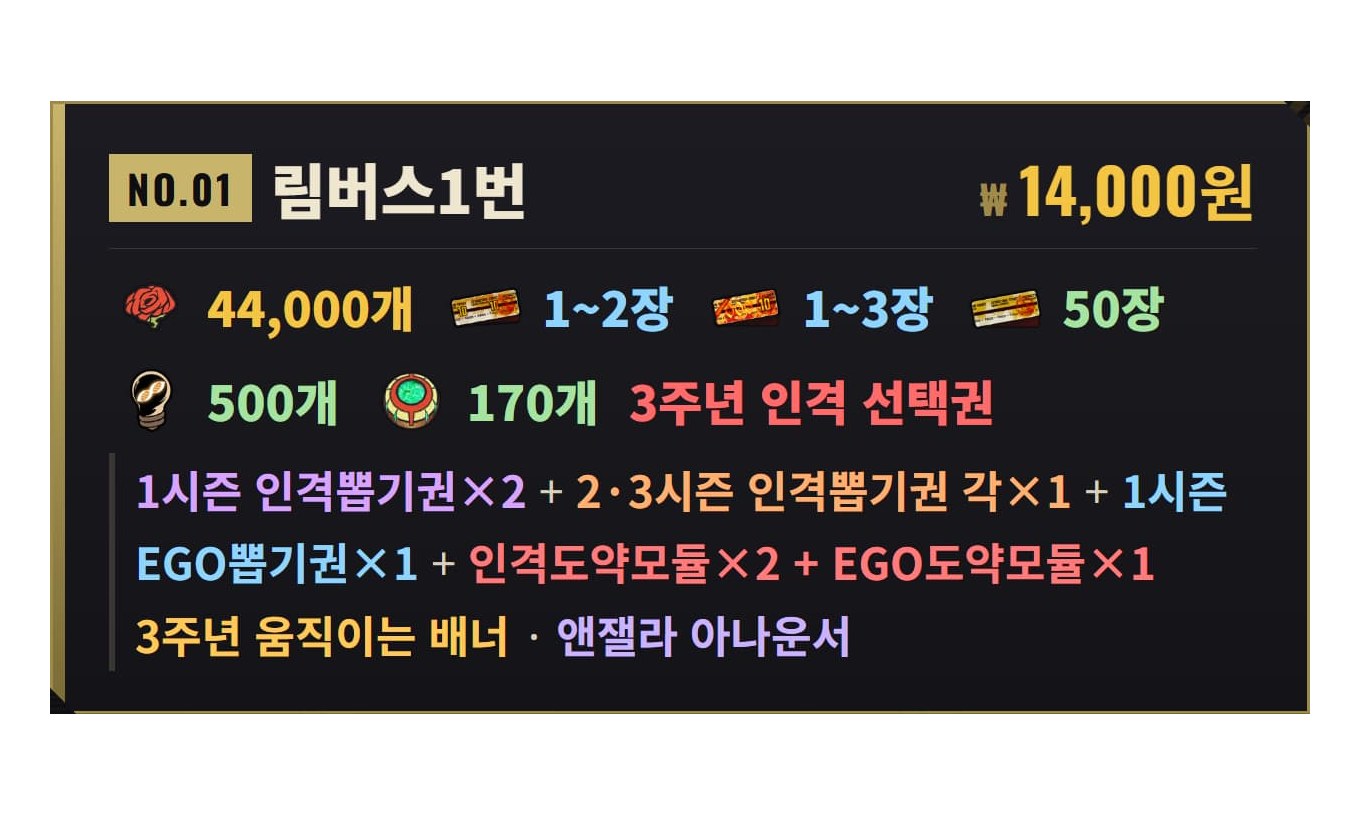 NO.01 림버스1번 ₩14,000원
44,000개 1~2장 1~3장 50장
500개 170개 3주년 인격 선택권
1시즌 인격뽑기권×2 + 2·3시즌 인격뽑기권 각×1 + 1시즌
EGO뽑기권×1 + 인격도약모듈×2 + EGO도약모듈×1
3주년 움직이는 배너 · 앤젤라 아나운서